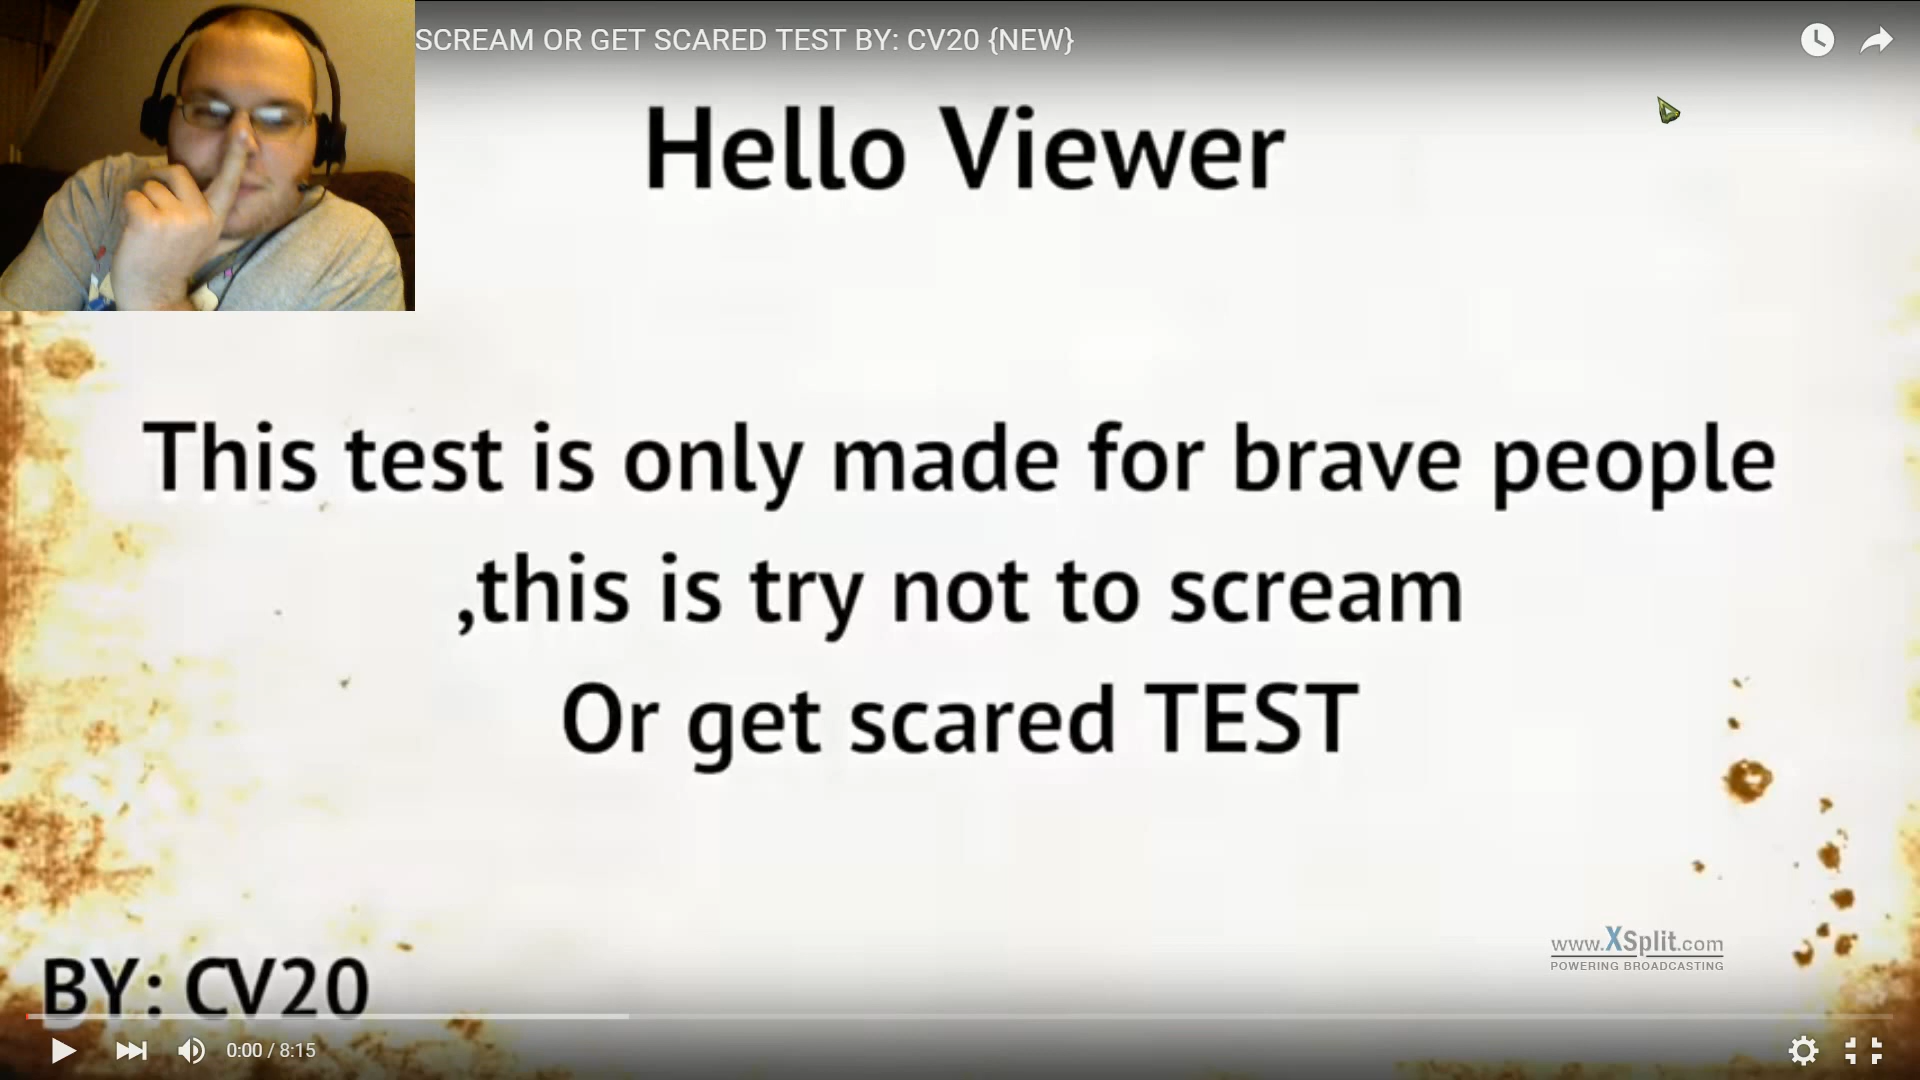 SCREAM OR GET SCARED TEST BY: CV20 {NEW}
Hello Viewer
This test is only made for brave people
,this is try not to scream
Or get scared TEST
www.XSplit.com
POWERING BROADCASTING
BY: CV20
0:00 / 8:15